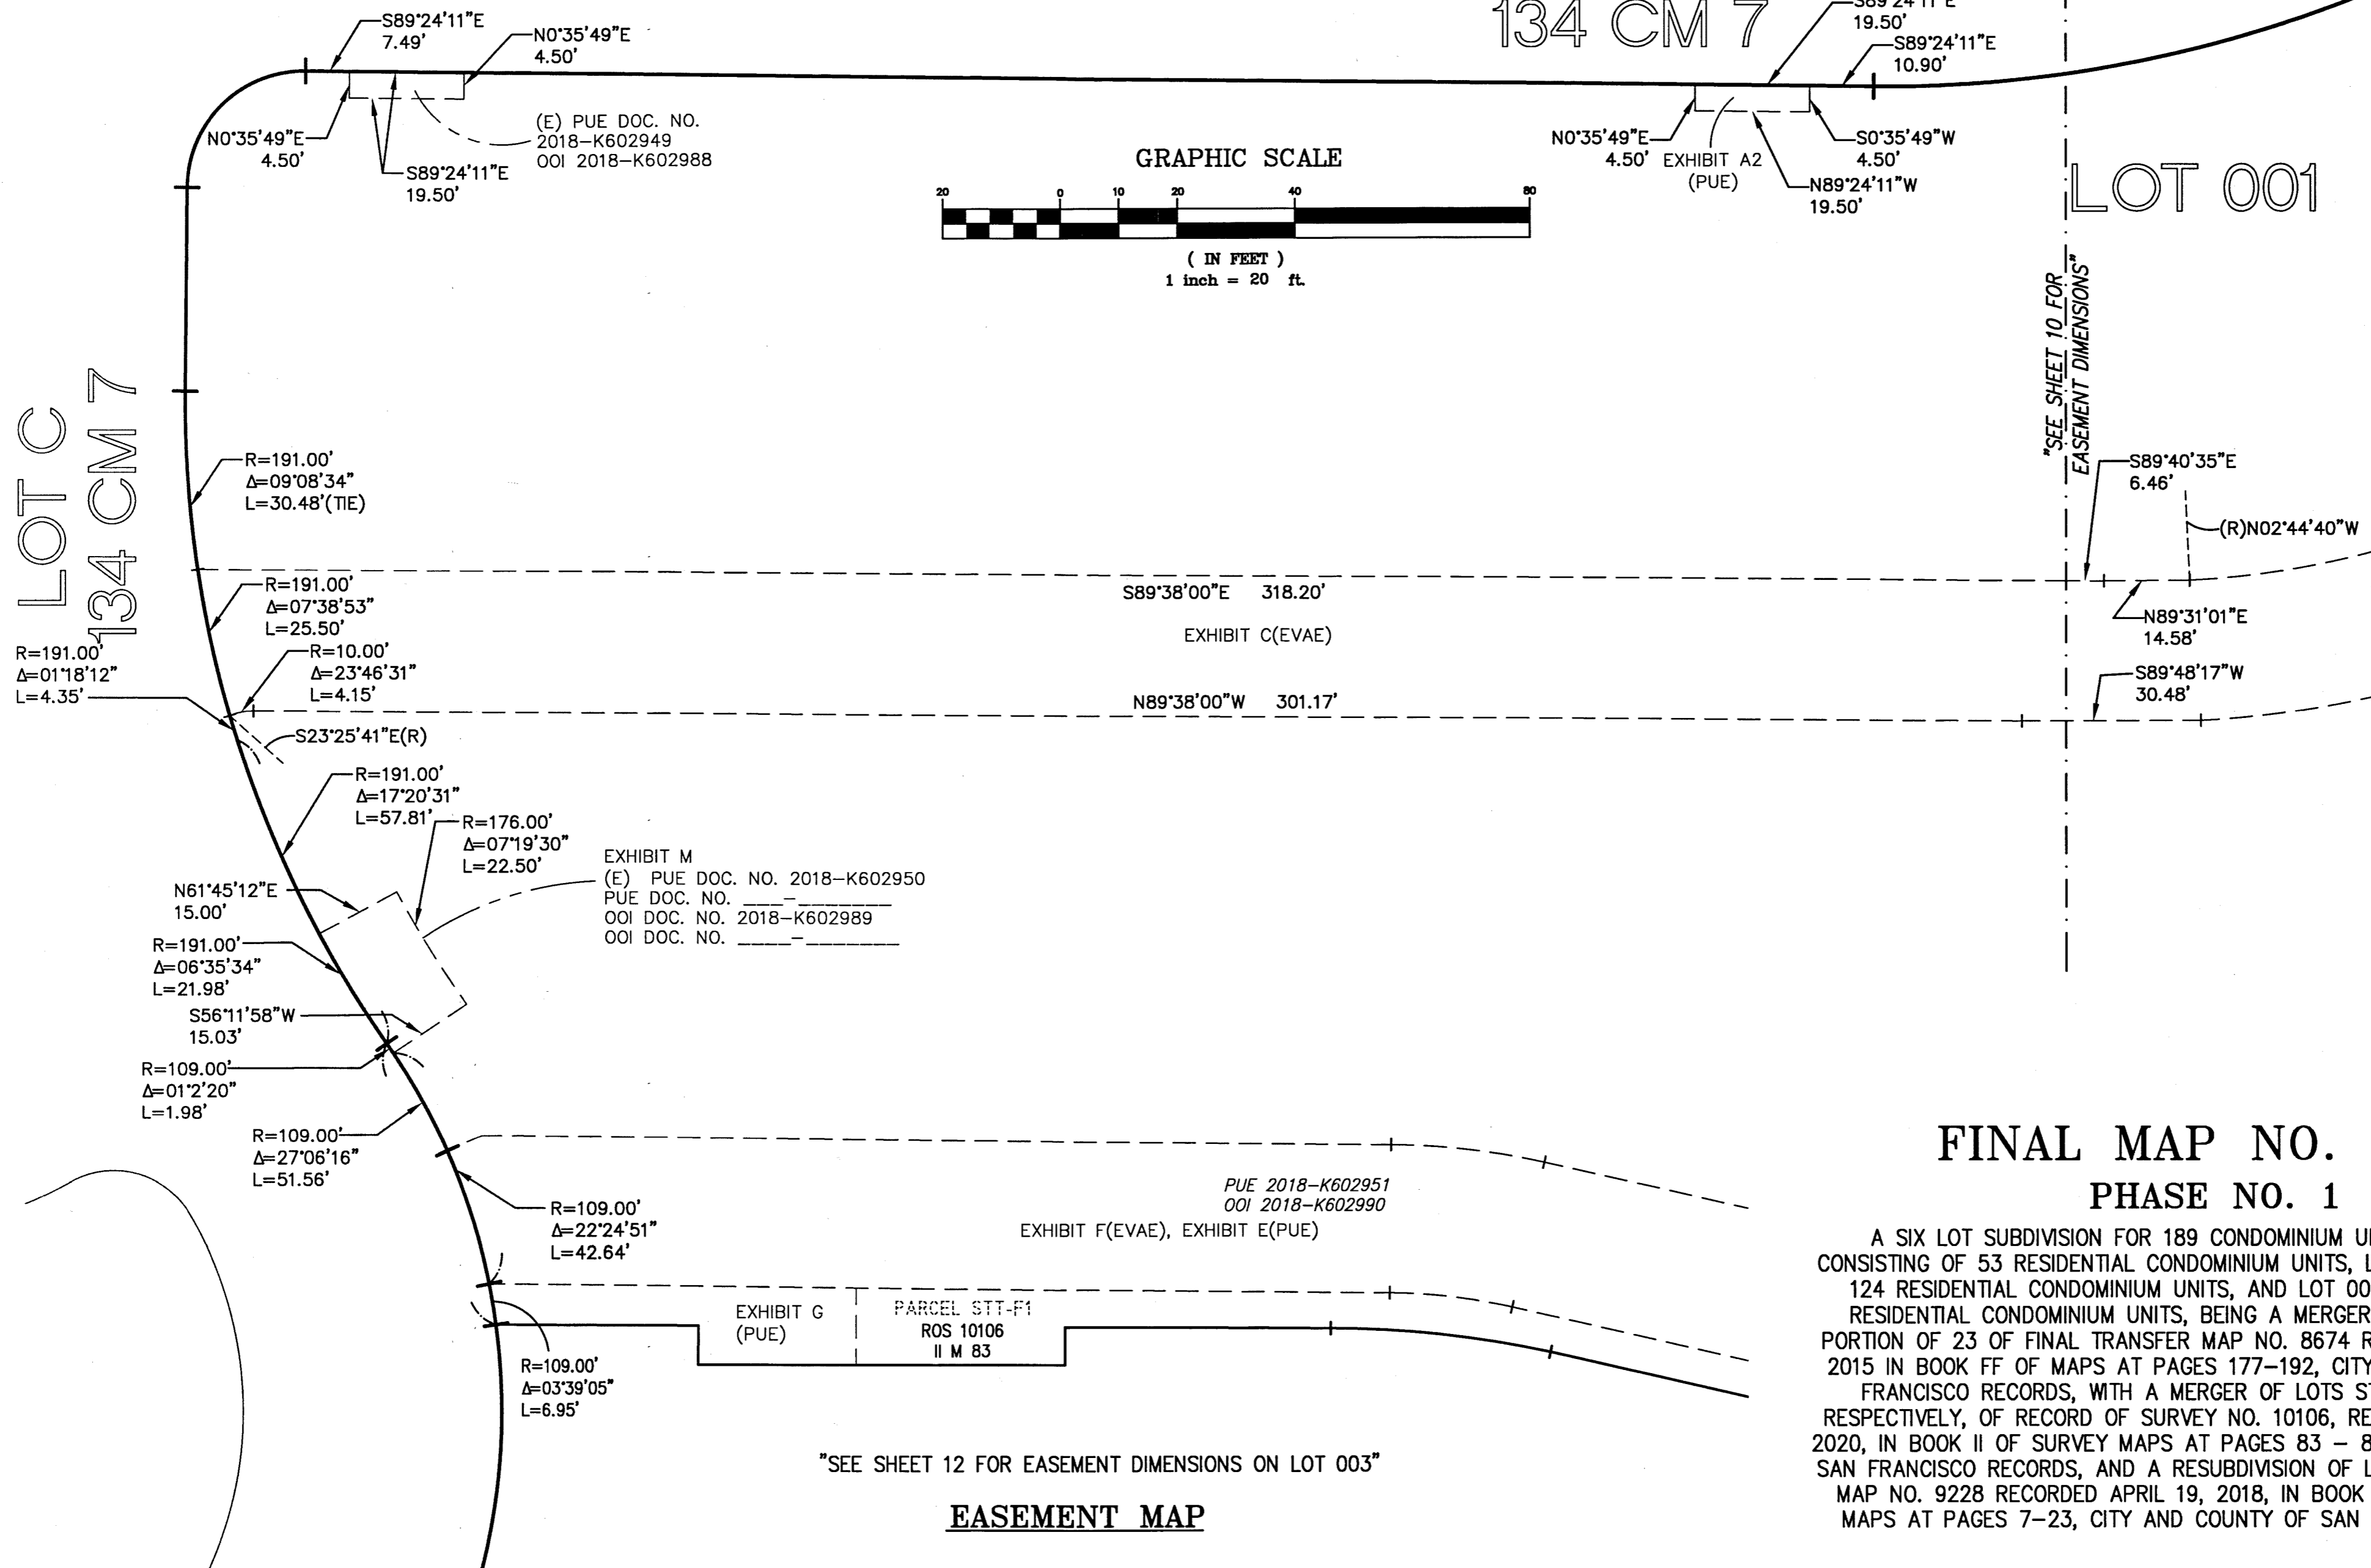 S89°24'11"E
7.49'
N0°35'49"E
4.50'
134 CM 7
S89°24'11"E
19.50'
S89°24'11"E
10.90'
N0°35'49"E
4.50'
(E) PUE DOC. NO.
2018-K602949
OOI 2018-K602988
S89°24'11"E
19.50'
GRAPHIC SCALE
20 0 10 20 40 80
( IN FEET )
1 inch = 20 ft.
N0°35'49"E
4.50'
EXHIBIT A2
(PUE)
S0°35'49"W
4.50'
N89°24'11"W
19.50'
LOT 001
"SEE SHEET 10 FOR
EASEMENT DIMENSIONS"
LOT C
134 CM 7
R=191.00'
Δ=09°08'34"
L=30.48'(TIE)
S89°40'35"E
6.46'
(R)N02°44'40"W
R=191.00'
Δ=07°38'53"
L=25.50'
S89°38'00"E 318.20'
EXHIBIT C(EVAE)
N89°31'01"E
14.58'
R=191.00'
Δ=01°18'12"
L=4.35'
R=10.00'
Δ=23°46'31"
L=4.15'
N89°38'00"W 301.17'
S89°48'17"W
30.48'
S23°25'41"E(R)
R=191.00'
Δ=17°20'31"
L=57.81'
R=176.00'
Δ=07°19'30"
L=22.50'
EXHIBIT M
(E) PUE DOC. NO. 2018-K602950
PUE DOC. NO. ___-_______
OOI DOC. NO. 2018-K602989
OOI DOC. NO. ____-_______
N61°45'12"E
15.00'
R=191.00'
Δ=06°35'34"
L=21.98'
S56°11'58"W
15.03'
R=109.00'
Δ=01°2'20"
L=1.98'
R=109.00'
Δ=27°06'16"
L=51.56'
R=109.00'
Δ=22°24'51"
L=42.64'
PUE 2018-K602951
OOI 2018-K602990
EXHIBIT F(EVAE), EXHIBIT E(PUE)
EXHIBIT G
(PUE)
PARCEL STT-F1
ROS 10106
II M 83
R=109.00'
Δ=03°39'05"
L=6.95'
"SEE SHEET 12 FOR EASEMENT DIMENSIONS ON LOT 003"
EASEMENT MAP
FINAL MAP NO.
PHASE NO. 1
A SIX LOT SUBDIVISION FOR 189 CONDOMINIUM
CONSISTING OF 53 RESIDENTIAL CONDOMINIUM UNITS,
124 RESIDENTIAL CONDOMINIUM UNITS, AND LOT
RESIDENTIAL CONDOMINIUM UNITS, BEING A MERGER
PORTION OF 23 OF FINAL TRANSFER MAP NO. 8674
2015 IN BOOK FF OF MAPS AT PAGES 177-192, CITY
FRANCISCO RECORDS, WITH A MERGER OF LOTS
RESPECTIVELY, OF RECORD OF SURVEY NO. 10106,
2020, IN BOOK II OF SURVEY MAPS AT PAGES 83 -
SAN FRANCISCO RECORDS, AND A RESUBDIVISION OF
MAP NO. 9228 RECORDED APRIL 19, 2018, IN BOOK
MAPS AT PAGES 7-23, CITY AND COUNTY OF SAN